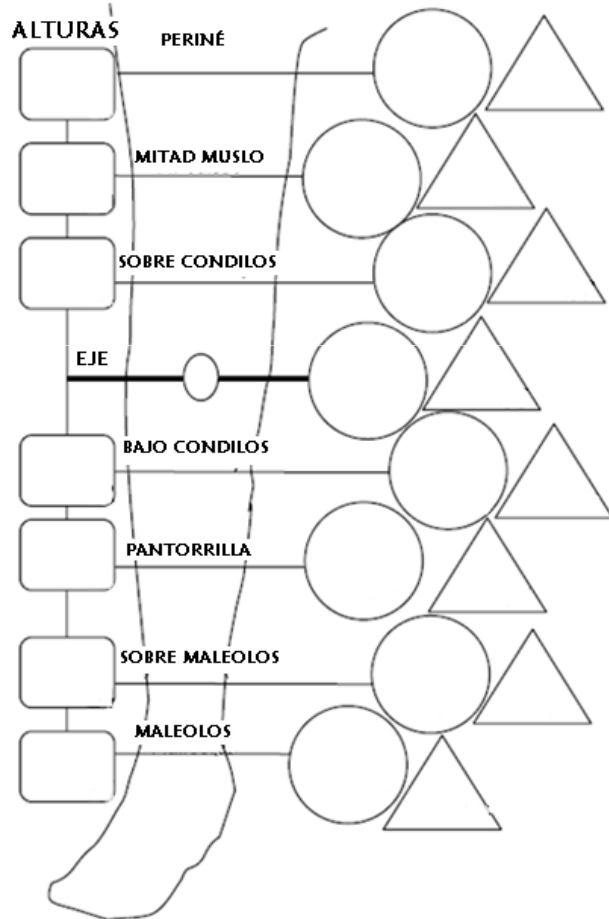 ALTURAS
PERINÉ
MITAD MUSLO
SOBRE CONDILOS
EJE
BAJO CONDILOS
PANTORRILLA
SOBRE MALEOLOS
MALEOLOS